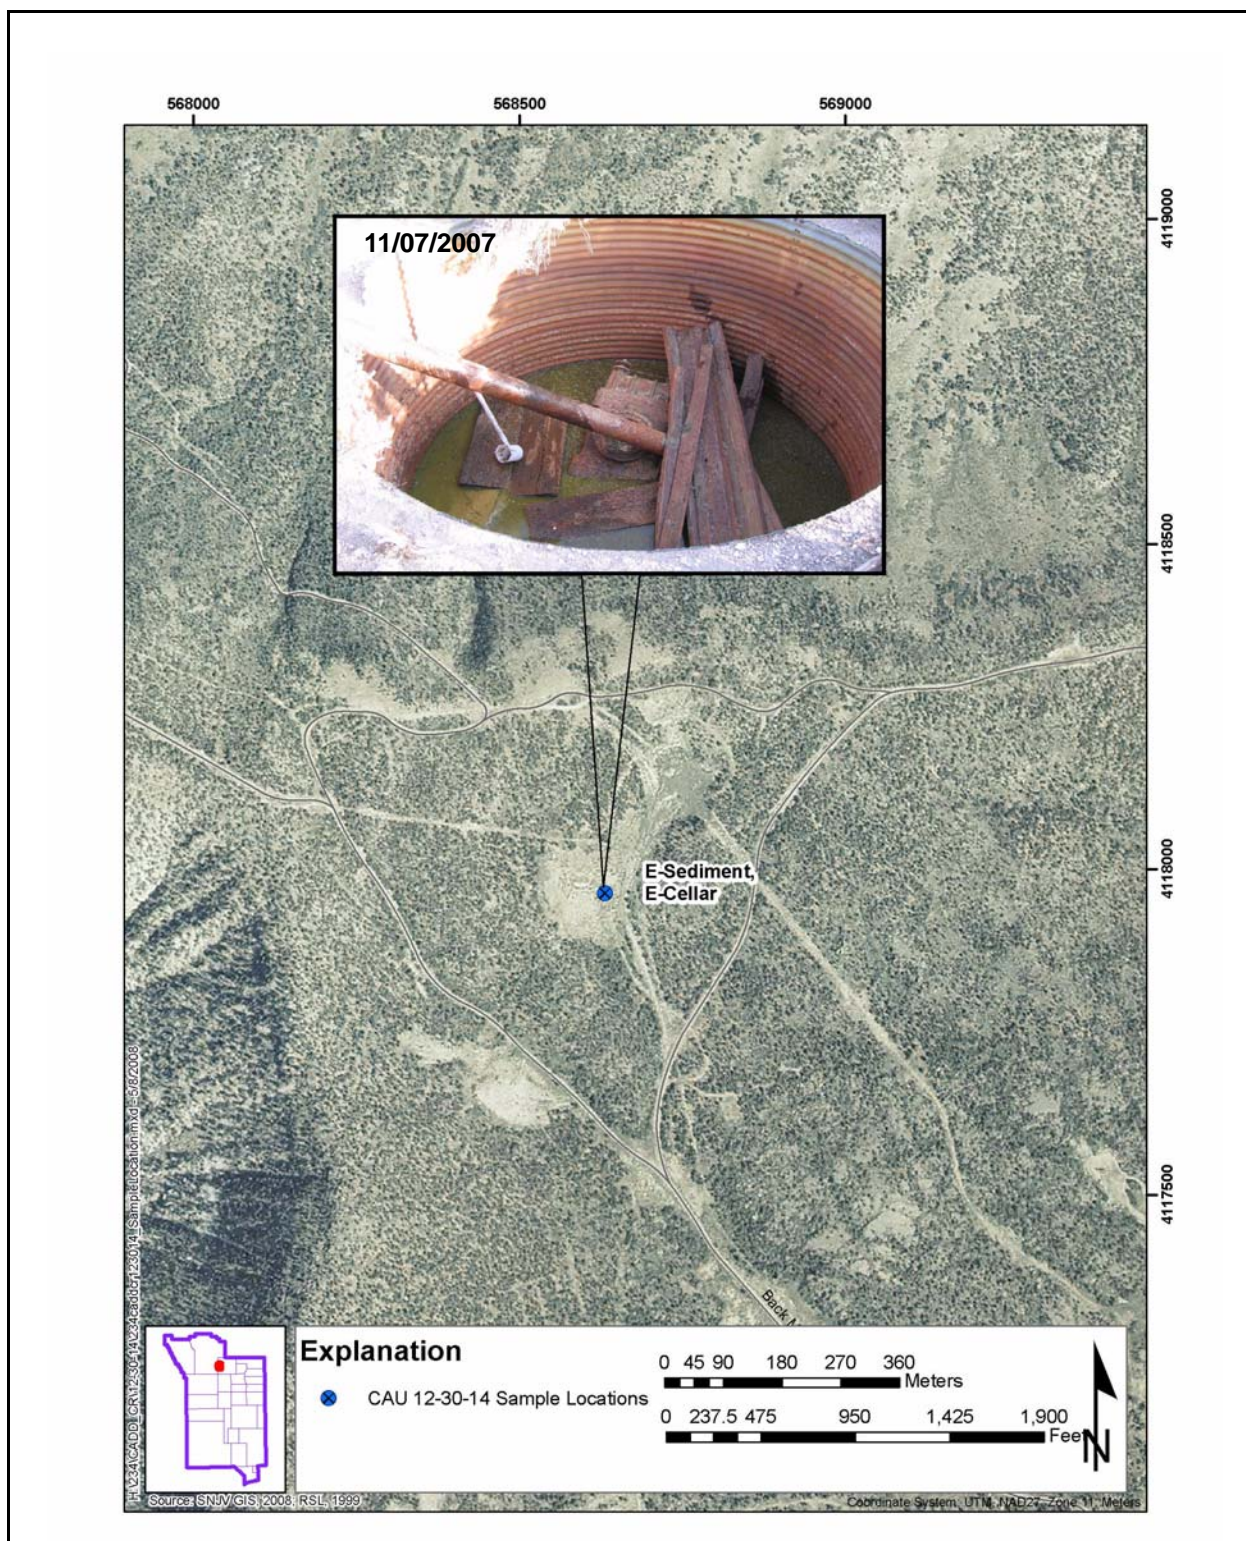 568000 568500 569000
11/07/2007
4119000
4118500
4118000
4117500
E-Sediment,
E-Cellar
Back
Explanation
CAU 12-30-14 Sample Locations
0 45 90 180 270 360
Meters
0 237.5 475 950 1,425 1,900
Feet
N
Source: SNJV GIS, 2008; RSL, 1999
Coordinate System: UTM, NAD27, Zone 11, Meters